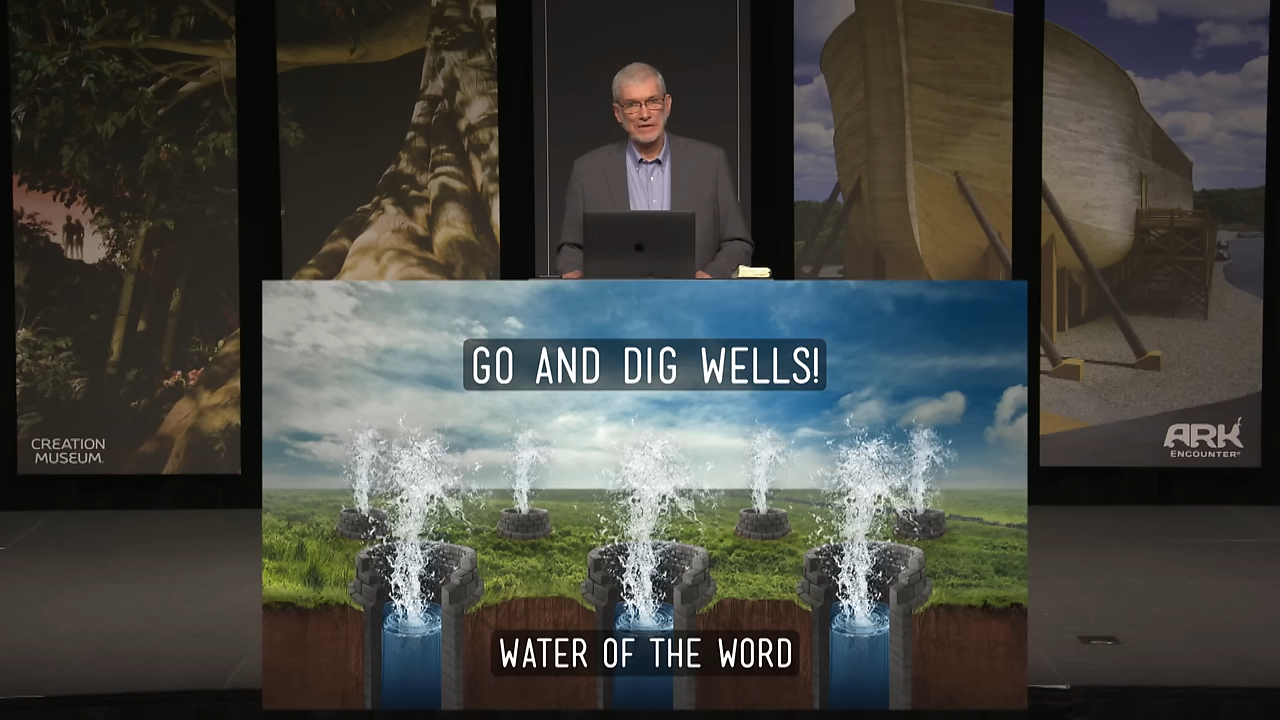 GO AND DIG WELLS!
CREATION
MUSEUM
ARK
ENCOUNTER
WATER OF THE WORD